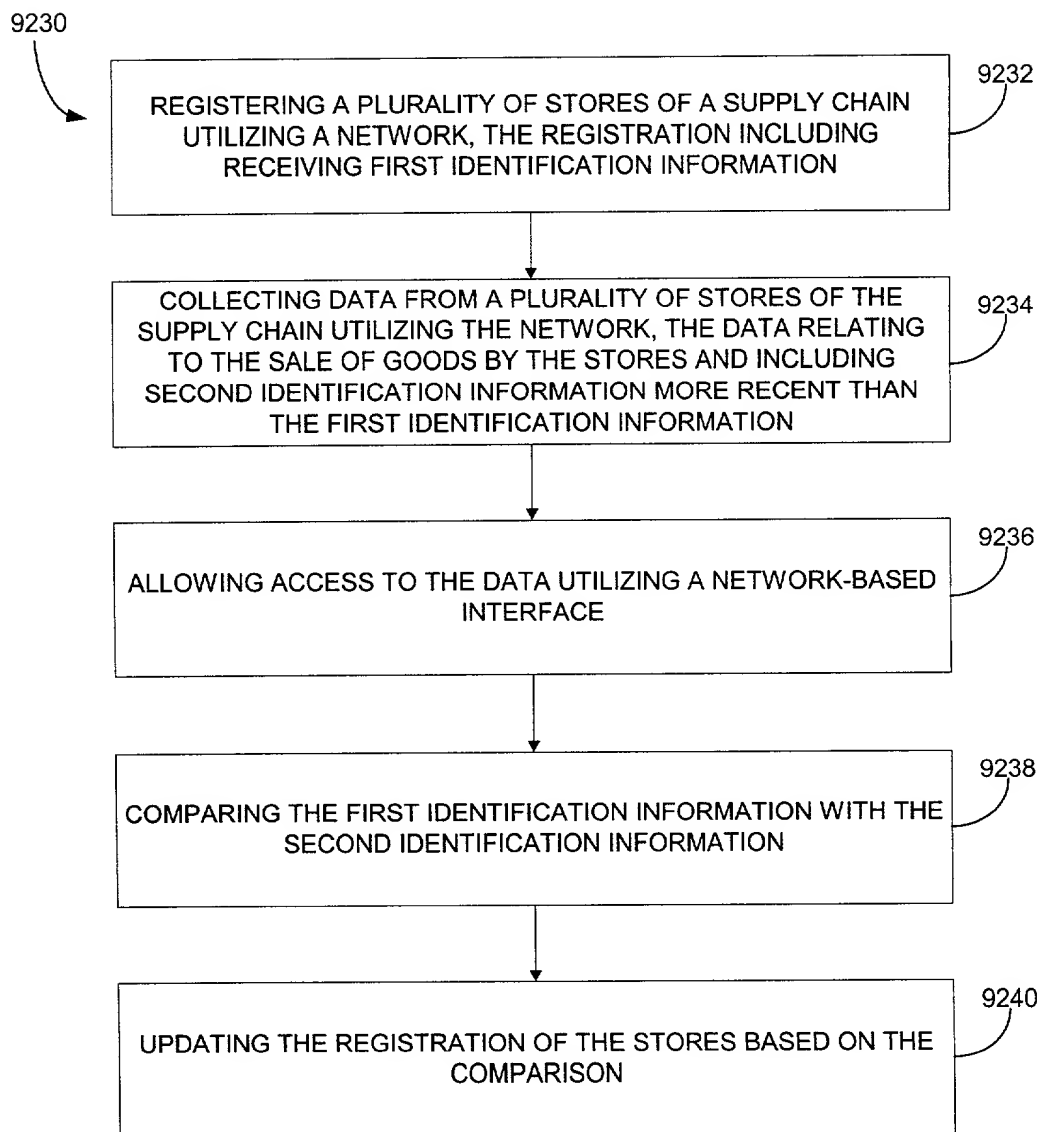 9230
9232
REGISTERING A PLURALITY OF STORES OF A SUPPLY CHAIN
UTILIZING A NETWORK, THE REGISTRATION INCLUDING
RECEIVING FIRST IDENTIFICATION INFORMATION
9234
COLLECTING DATA FROM A PLURALITY OF STORES OF THE
SUPPLY CHAIN UTILIZING THE NETWORK, THE DATA RELATING
TO THE SALE OF GOODS BY THE STORES AND INCLUDING
SECOND IDENTIFICATION INFORMATION MORE RECENT THAN
THE FIRST IDENTIFICATION INFORMATION
9236
ALLOWING ACCESS TO THE DATA UTILIZING A NETWORK-BASED
INTERFACE
9238
COMPARING THE FIRST IDENTIFICATION INFORMATION WITH THE
SECOND IDENTIFICATION INFORMATION
9240
UPDATING THE REGISTRATION OF THE STORES BASED ON THE
COMPARISON